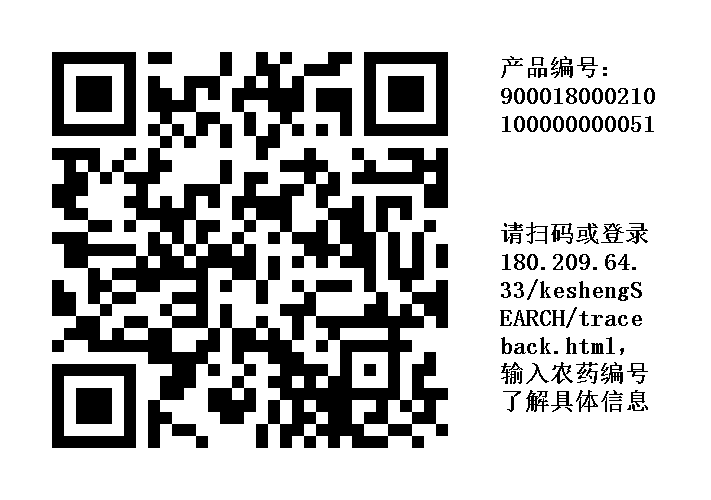 产品编号：
900018000210
100000000051
请扫码或登录
180.209.64.
33/keshengS
EARCH/trace
back.html，
输入农药编号
了解具体信息